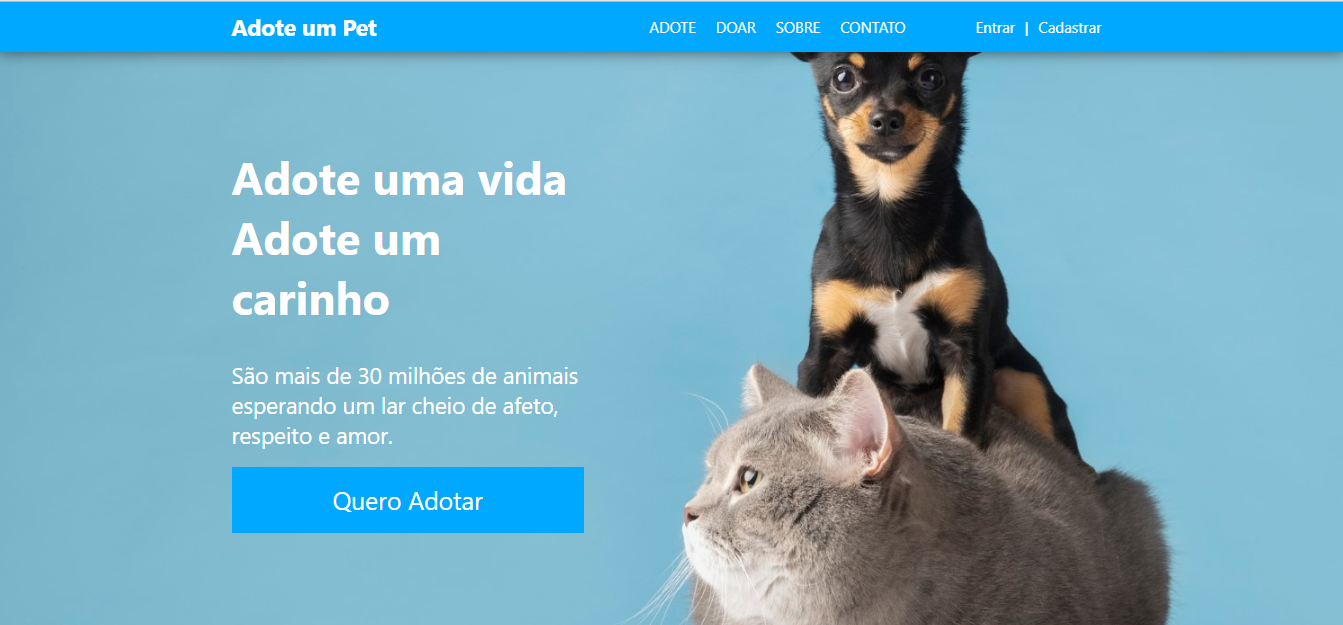 Adote um Pet
ADOTE DOAR SOBRE CONTATO
Entrar | Cadastrar
Adote uma vida
Adote um
carinho
São mais de 30 milhões de animais
esperando um lar cheio de afeto,
respeito e amor.
Quero Adotar